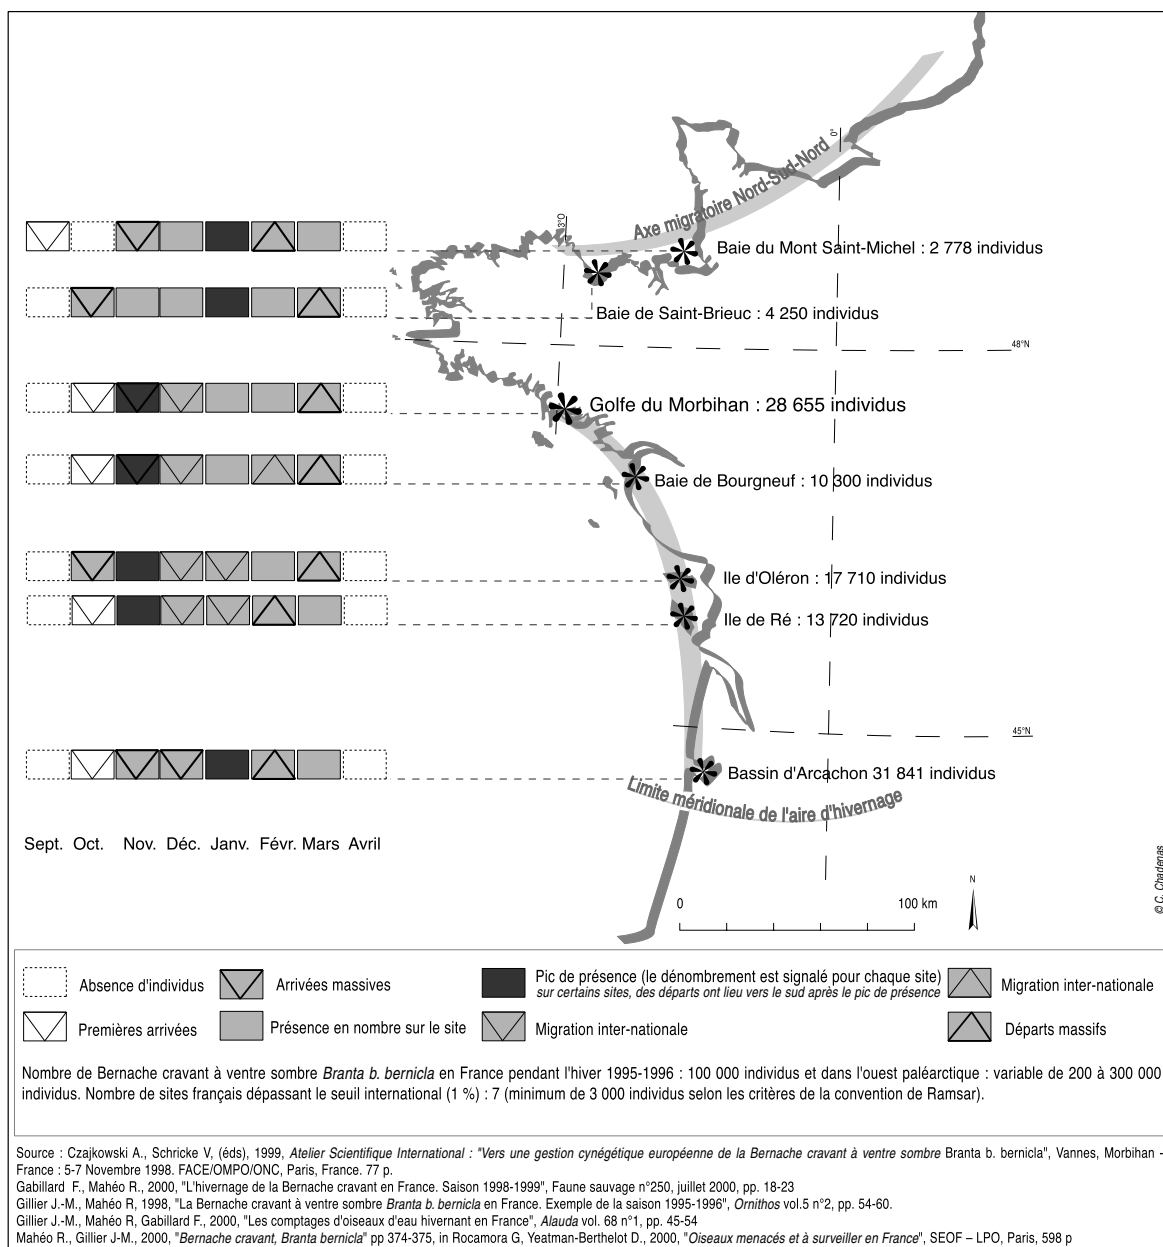 Axe migratoire Nord-Sud-Nord
0°
3°O
Baie du Mont Saint-Michel : 2 778 individus
Baie de Saint-Brieuc : 4 250 individus
48°N
Golfe du Morbihan : 28 655 individus
Baie de Bourgneuf : 10 300 individus
Ile d'Oléron : 17 710 individus
Ile de Ré : 13 720 individus
45°N
Bassin d'Arcachon 31 841 individus
Limite méridionale de l'aire d'hivernage
Sept. Oct. Nov. Déc. Janv. Févr. Mars Avril
© C. Chadenas
N
0 100 km
Absence d'individus
Arrivées massives
Pic de présence (le dénombrement est signalé pour chaque site)
sur certains sites, des départs ont lieu vers le sud après le pic de présence
Migration inter-nationale
Premières arrivées
Présence en nombre sur le site
Migration inter-nationale
Départs massifs
Nombre de Bernache cravant à ventre sombre Branta b. bernicla en France pendant l'hiver 1995-1996 : 100 000 individus et dans l'ouest paléarctique : variable de 200 à 300 000
individus. Nombre de sites français dépassant le seuil international (1 %) : 7 (minimum de 3 000 individus selon les critères de la convention de Ramsar).
Source : Czajkowski A., Schricke V, (éds), 1999, Atelier Scientifique International : "Vers une gestion cynégétique européenne de la Bernache cravant à ventre sombre Branta b. bernicla", Vannes, Morbihan -
France : 5-7 Novembre 1998. FACE/OMPO/ONC, Paris, France. 77 p.
Gabillard F., Mahéo R., 2000, "L'hivernage de la Bernache cravant en France. Saison 1998-1999", Faune sauvage n°250, juillet 2000, pp. 18-23
Gillier J.-M., Mahéo R, 1998, "La Bernache cravant à ventre sombre Branta b. bernicla en France. Exemple de la saison 1995-1996", Ornithos vol.5 n°2, pp. 54-60.
Gillier J.-M., Mahéo R, Gabillard F., 2000, "Les comptages d'oiseaux d'eau hivernant en France", Alauda vol. 68 n°1, pp. 45-54
Mahéo R., Gillier J-M., 2000, "Bernache cravant, Branta bernicla" pp 374-375, in Rocamora G, Yeatman-Berthelot D., 2000, "Oiseaux menacés et à surveiller en France", SEOF – LPO, Paris, 598 p